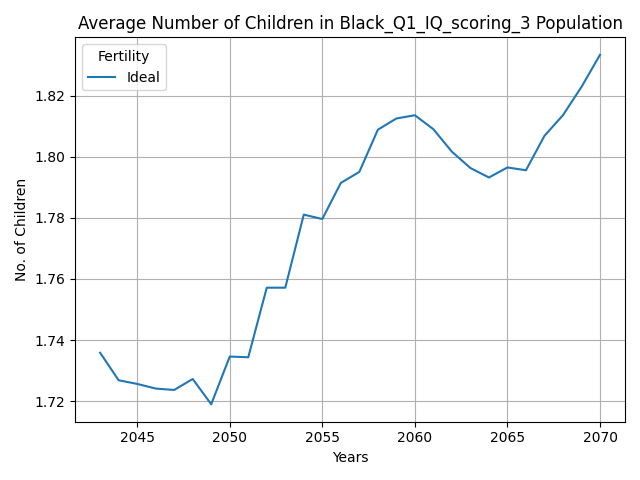 Average Number of Children in Black_Q1_IQ_scoring_3 Population
Fertility
Ideal
No. of Children
1.82
1.80
1.78
1.76
1.74
1.72
2045 2050 2055 2060 2065 2070
Years